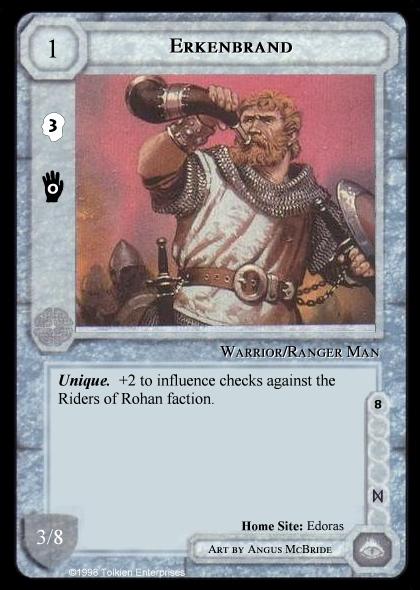 1
ERKENBRAND
3
WARRIOR/RANGER MAN
Unique. +2 to influence checks against the
Riders of Rohan faction.
8
Home Site: Edoras
3/8
ART BY ANGUS MCBRIDE
©1998 Tolkien Enterprises